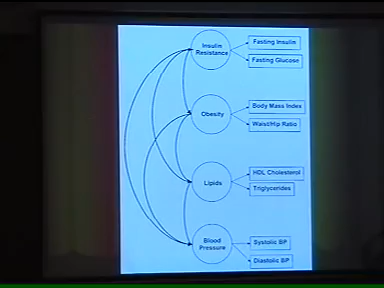 Insulin
Resistance
Fasting Insulin
Fasting Glucose
Obesity
Body Mass Index
Waist/Hip Ratio
Lipids
HDL Cholesterol
Triglycerides
Blood
Pressure
Systolic BP
Diastolic BP